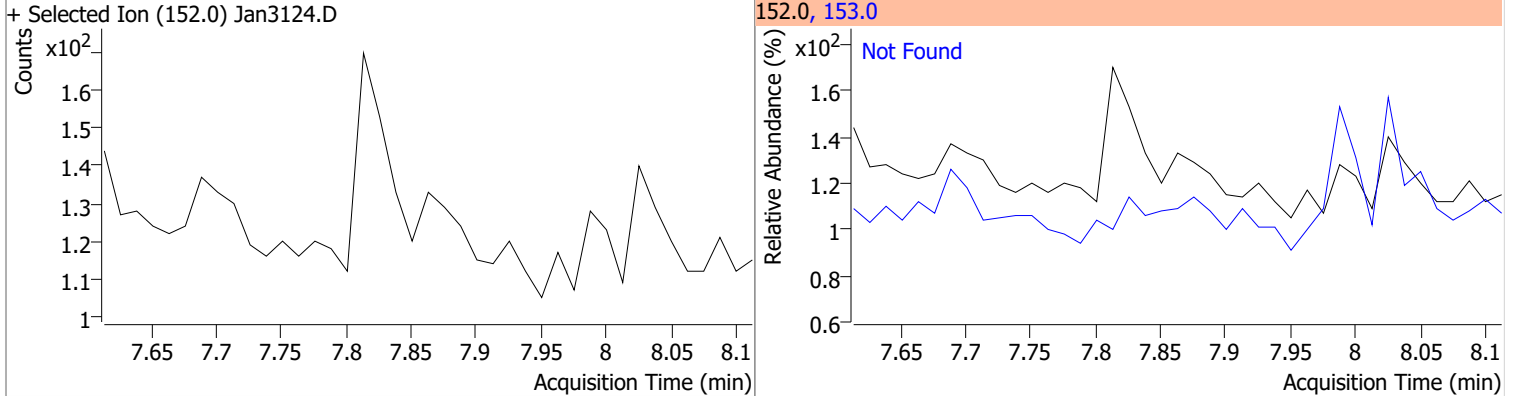 + Selected Ion (152.0) Jan3124.D
Counts
x10²
1.6
1.5
1.4
1.3
1.2
1.1
1
7.65 7.7 7.75 7.8 7.85 7.9 7.95 8 8.05 8.1
Acquisition Time (min)
152.0, 153.0
Relative Abundance (%)
x10²
Not Found
1.6
1.4
1.2
1
0.8
0.6
7.65 7.7 7.75 7.8 7.85 7.9 7.95 8 8.05 8.1
Acquisition Time (min)